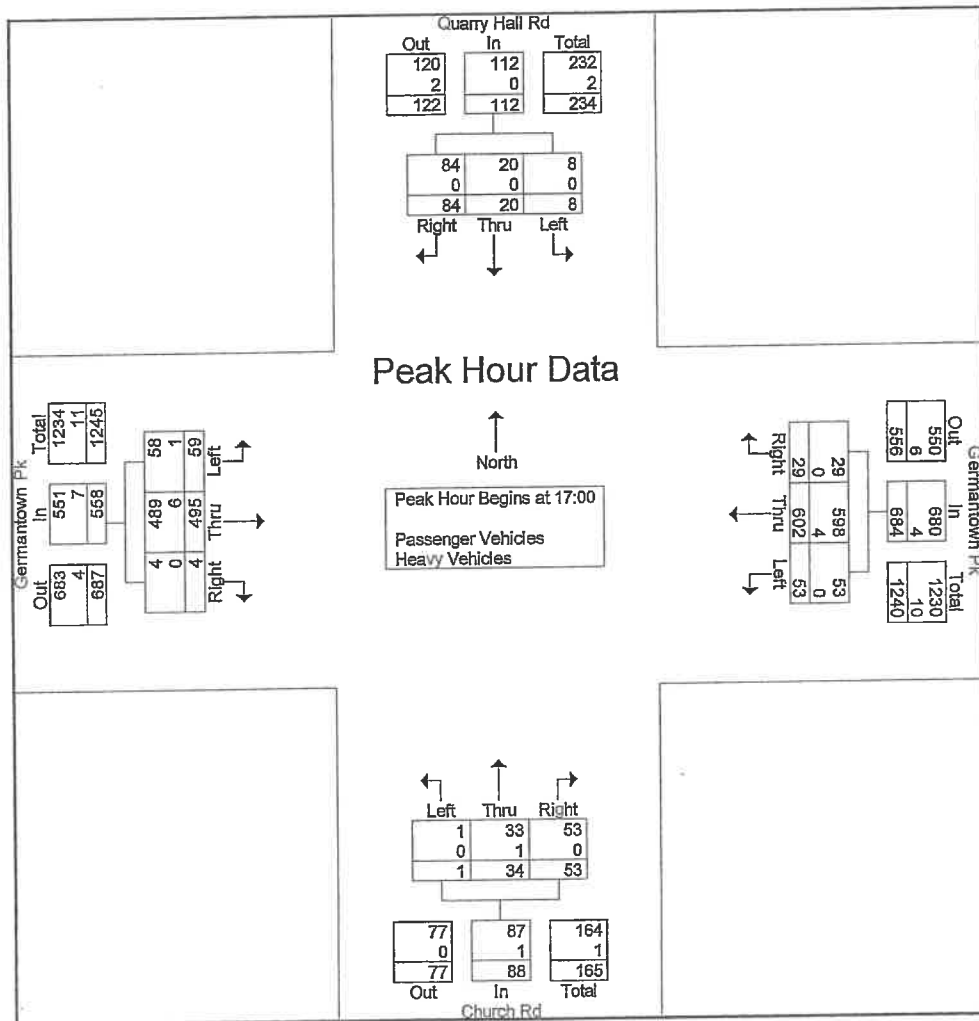 Quarry Hall Rd
Out In Total
120 112 232
2 0 2
122 112 234
84 20 8
0 0 0
84 20 8
Right Thru Left
Peak Hour Data
North
Peak Hour Begins at 17:00
Passenger Vehicles
Heavy Vehicles
Germantown Pk
Total
1234
11
1245
In
551
7
558
Out
683
4
687
58
1
59
Left
489
6
495
Thru
4
0
4
Right
Germantown Pk
Out
550
6
556
In
680
4
684
Total
1230
10
1240
Right
29
0
29
Thru
598
4
602
Left
53
0
53
Left Thru Right
1 33 53
0 1 0
1 34 53
77 87 164
0 1 1
77 88 165
Out In Total
Church Rd